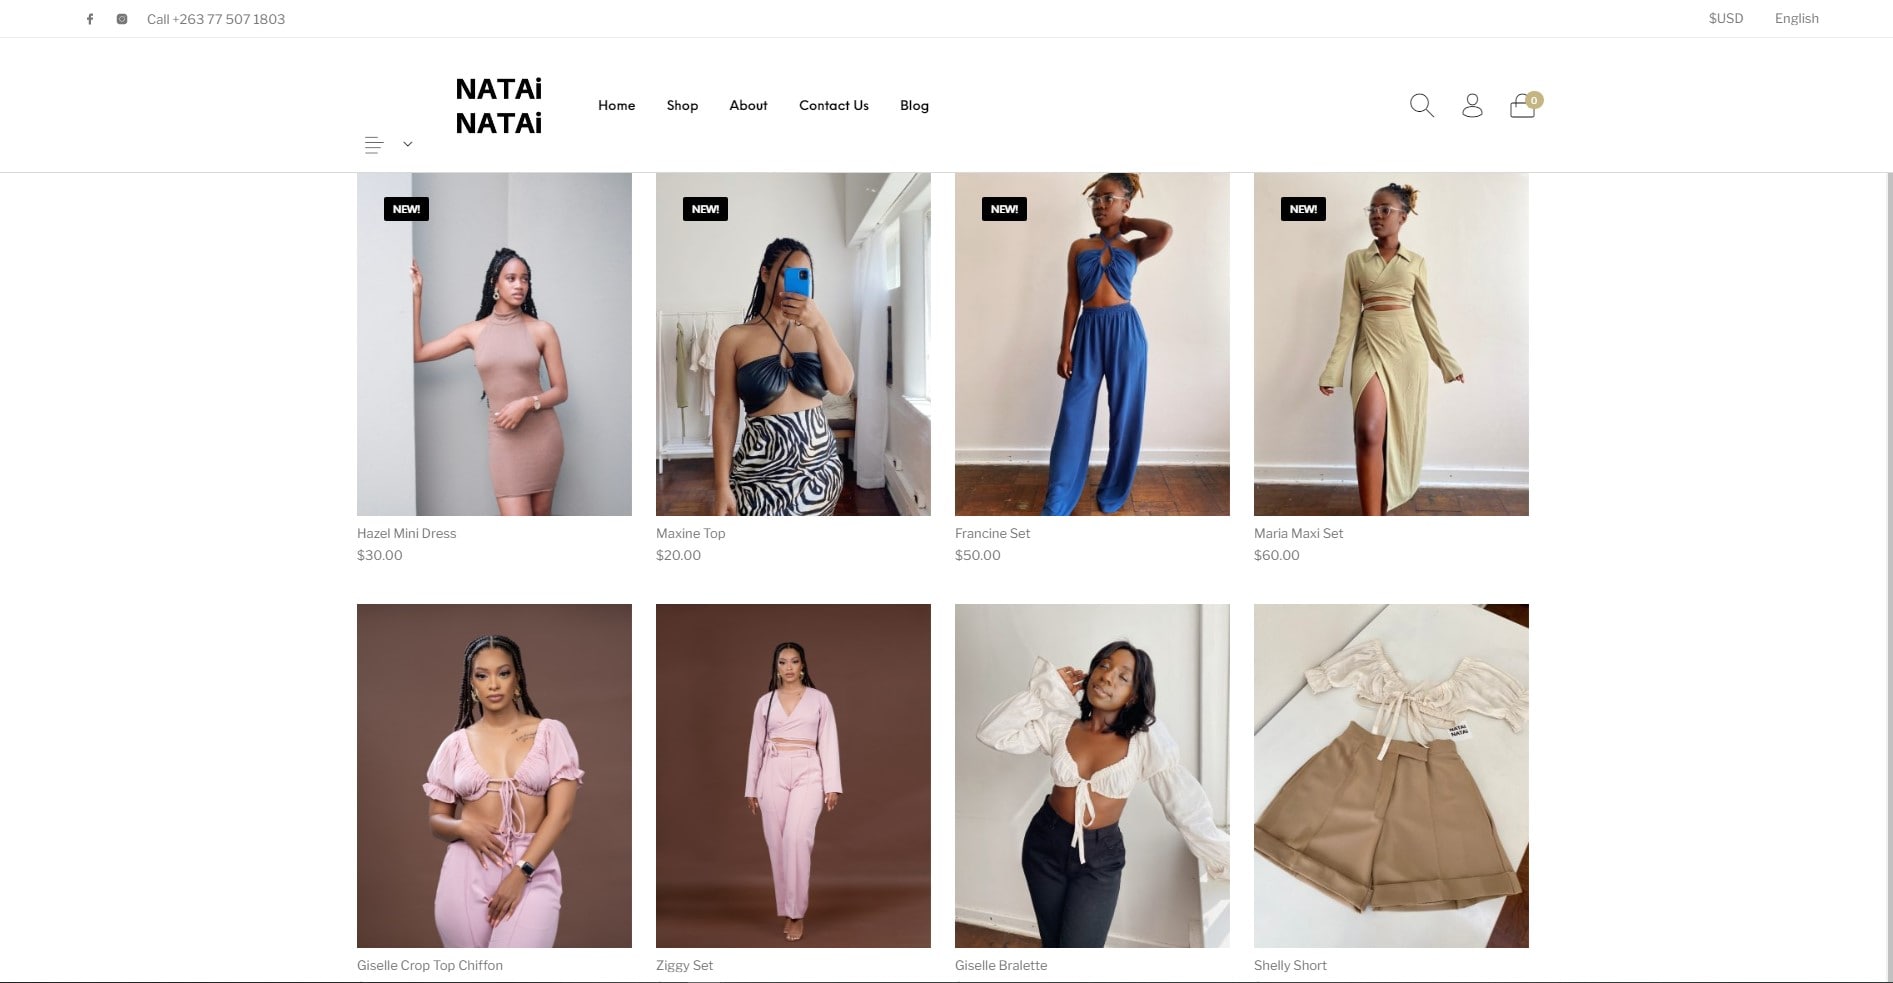 Call +263 77 507 1803
$USD
English
NATAi
NATAi
Home
Shop
About
Contact Us
Blog
0
NEW!
NEW!
NEW!
NEW!
Hazel Mini Dress
$30.00
Maxine Top
$20.00
Francine Set
$50.00
Maria Maxi Set
$60.00
NATAi
NATAi
Giselle Crop Top Chiffon
Ziggy Set
Giselle Bralette
Shelly Short